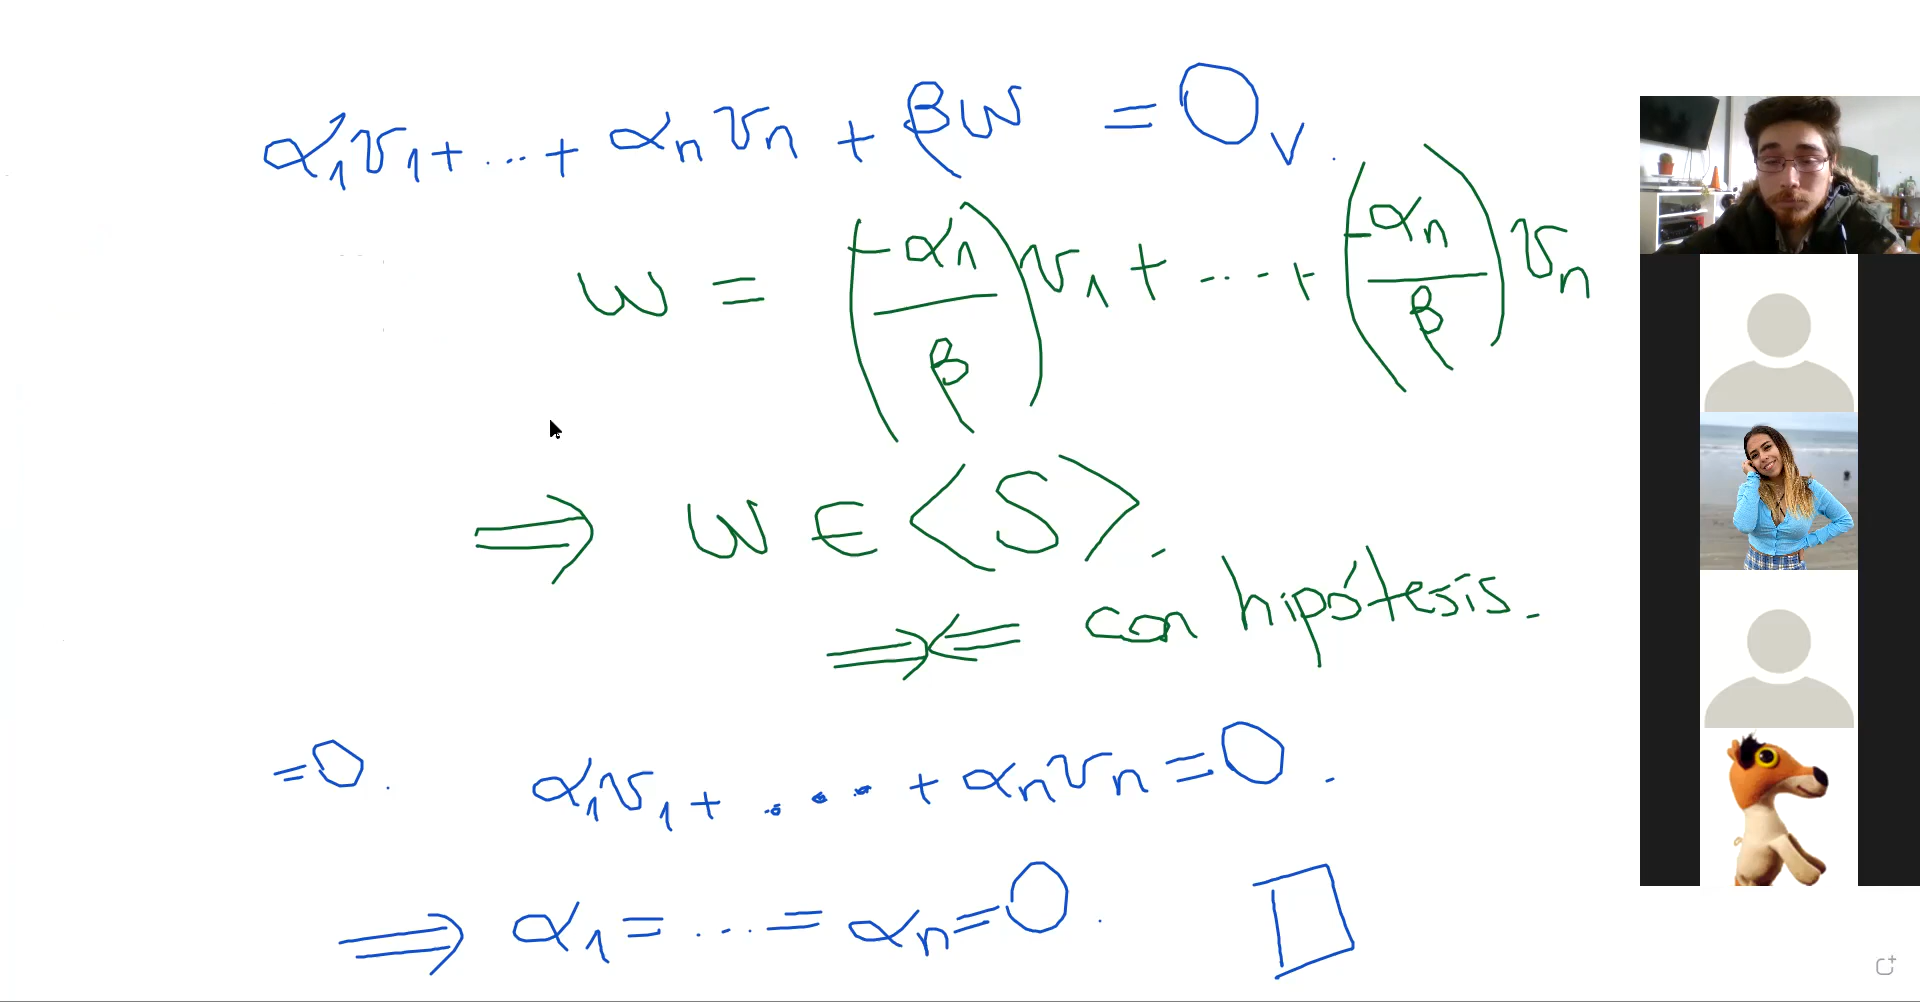 α₁v₁ + ... + αₙvₙ + βw = 0ᵥ.
w = (-α₁/β)v₁ + ... + (-αₙ/β)vₙ
⟹ w ∈ <S>.
⟹⟸ con hipótesis.
=0. α₁v₁ + ... + αₙvₙ = 0.
⟹ α₁ = ... = αₙ = 0. □